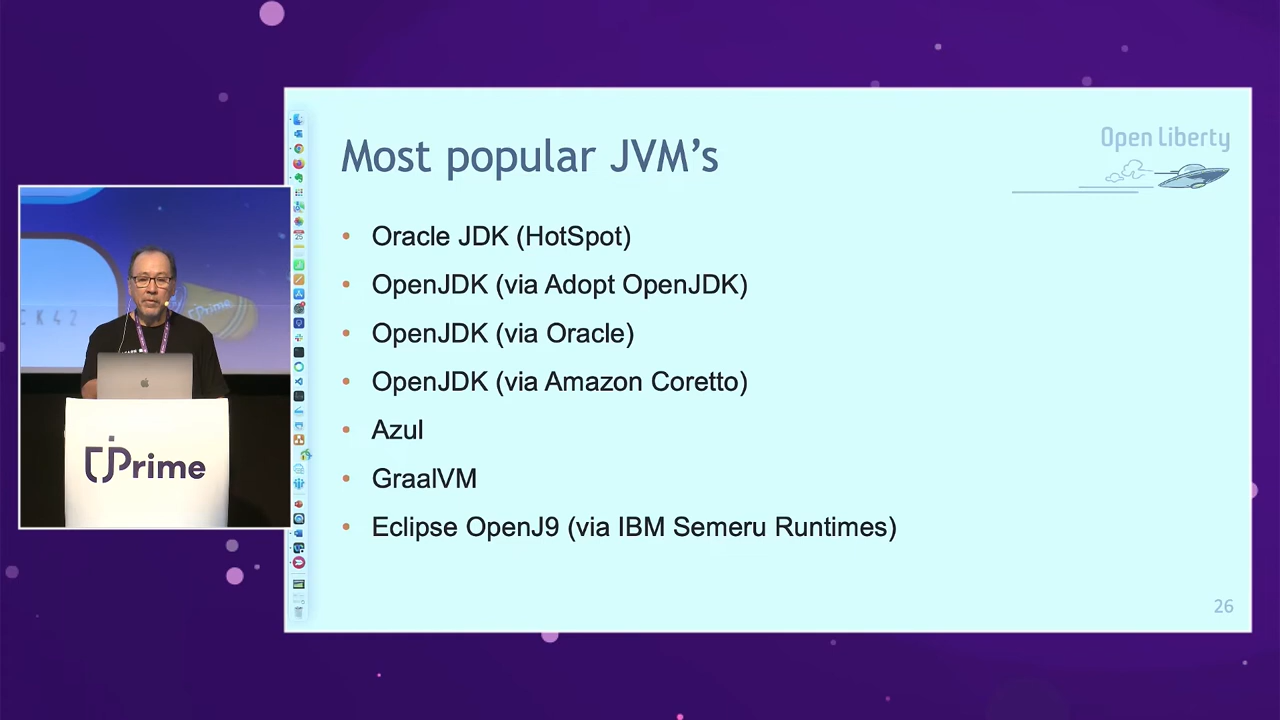 Most popular JVM's
Open Liberty
• Oracle JDK (HotSpot)
• OpenJDK (via Adopt OpenJDK)
• OpenJDK (via Oracle)
• OpenJDK (via Amazon Coretto)
• Azul
• GraalVM
• Eclipse OpenJ9 (via IBM Semeru Runtimes)
26
JPrime
JPrime